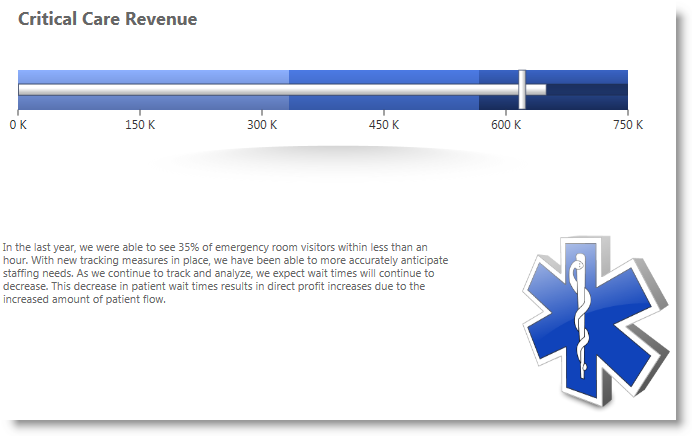 Critical Care Revenue
0 K 150 K 300 K 450 K 600 K 750 K
In the last year, we were able to see 35% of emergency room visitors within less than an
hour. With new tracking measures in place, we have been able to more accurately anticipate
staffing needs. As we continue to track and analyze, we expect wait times will continue to
decrease. This decrease in patient wait times results in direct profit increases due to the
increased amount of patient flow.